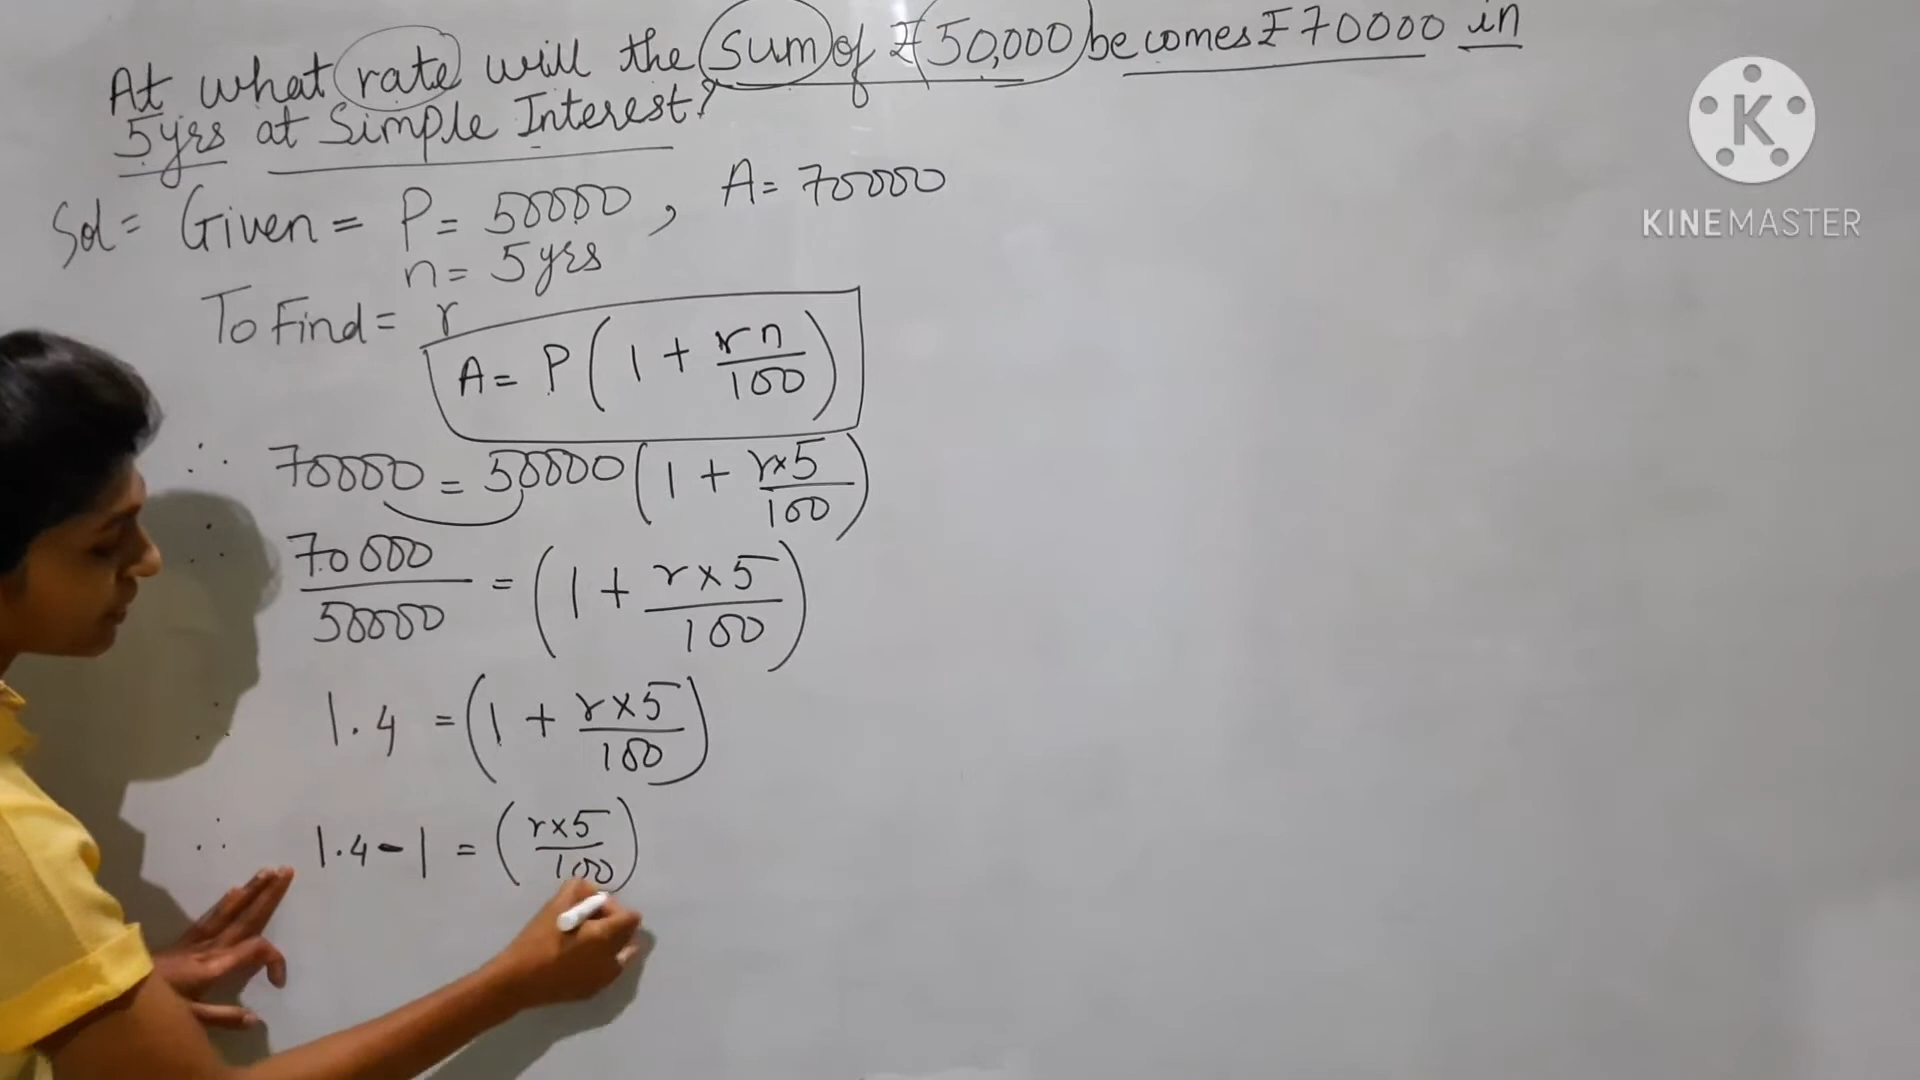 At what rate will the sum of ₹50,000 becomes ₹70000 in
5yrs at Simple Interest?
Sol = Given = P = 50000, A = 70000
n = 5yrs
To Find = r
A = P(1 + rn/100)
∴ 70000 = 50000(1 + r×5/100)
∴ 70000/50000 = (1 + r×5/100)
∴ 1.4 = (1 + r×5/100)
∴ 1.4 - 1 = (r×5/100)
K
KINEMASTER